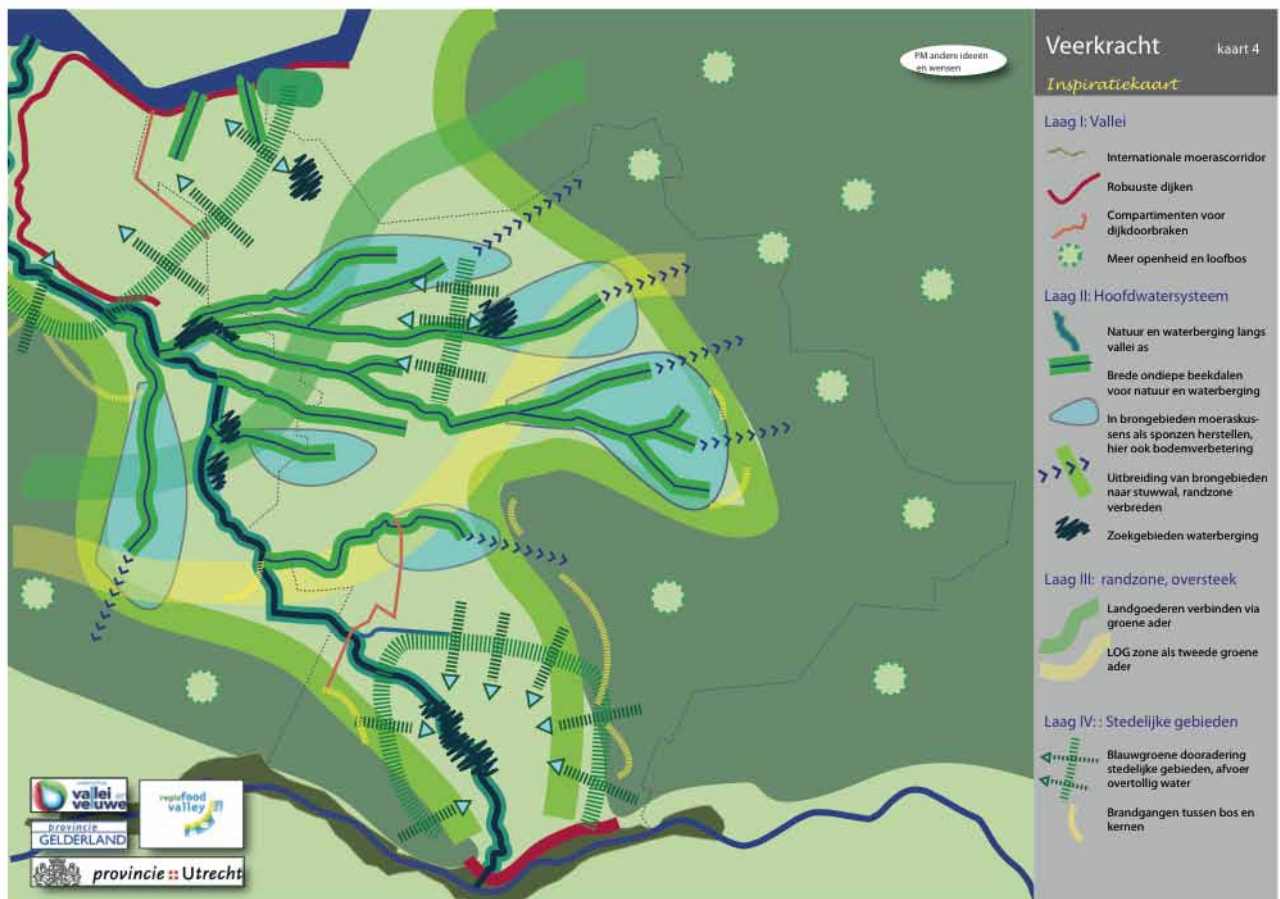 PM andere ideeën
en wensen
Veerkracht kaart 4
Inspiratiekaart
Laag I: Vallei
Internationale moerascorridor
Robuuste dijken
Compartimenten voor
dijkdoorbraken
Meer openheid en loofbos
Laag II: Hoofdwatersysteem
Natuur en waterberging langs
vallei as
Brede ondiepe beekdalen
voor natuur en waterberging
In brongebieden moeraskus-
sens als sponzen herstellen,
hier ook bodemverbetering
Uitbreiding van brongebieden
naar stuwwal, randzone
verbreden
Zoekgebieden waterberging
Laag III: randzone, oversteek
Landgoederen verbinden via
groene ader
LOG zone als tweede groene
ader
Laag IV: : Stedelijke gebieden
Blauwgroene dooradering
stedelijke gebieden, afvoer
overtollig water
Brandgangen tussen bos en
kernen
waterschap
vallei en
veluwe
provincie
GELDERLAND
regio food
valley
provincie :: Utrecht